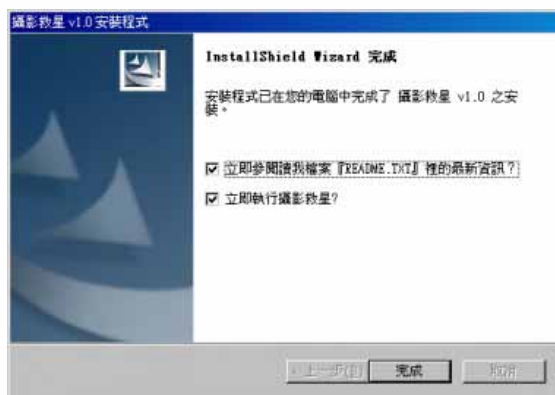 攝影救星 v1.0 安裝程式
InstallShield Wizard 完成
安裝程式已在您的電腦中完成了 攝影救星 v1.0 之安
裝。
立即參閱讀我檔案『README.TXT』裡的最新資訊?
立即執行攝影救星?
< 上一步(B)
完成
取消